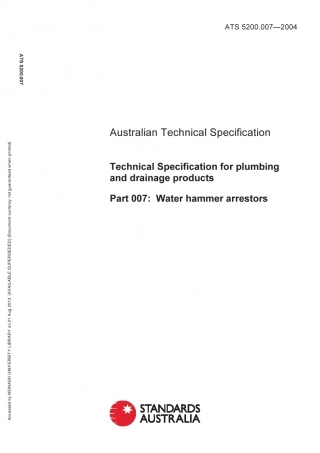 ATS 5200.007—2004
ATS 5200.007
Accessed by MONASH UNIVERSITY LIBRARY on 21 Aug 2013 [AVAILABLE SUPERSEDED] (Document currency not guaranteed when printed)
Australian Technical Specification
Technical Specification for plumbing
and drainage products
Part 007: Water hammer arrestors
STANDARDS
AUSTRALIA